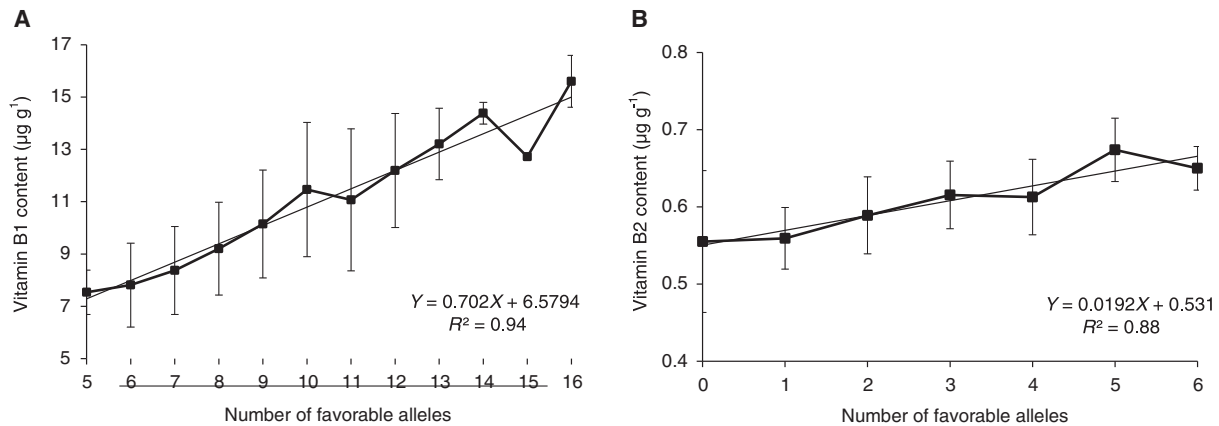 A
Vitamin B1 content (µg g¹)
17
15
13
11
9
7
5
5 6 7 8 9 10 11 12 13 14 15 16
Number of favorable alleles
Y = 0.702X + 6.5794
R² = 0.94
B
Vitamin B2 content (µg g⁻¹)
0.8
0.7
0.6
0.5
0.4
0 1 2 3 4 5 6
Number of favorable alleles
Y = 0.0192X + 0.531
R² = 0.88